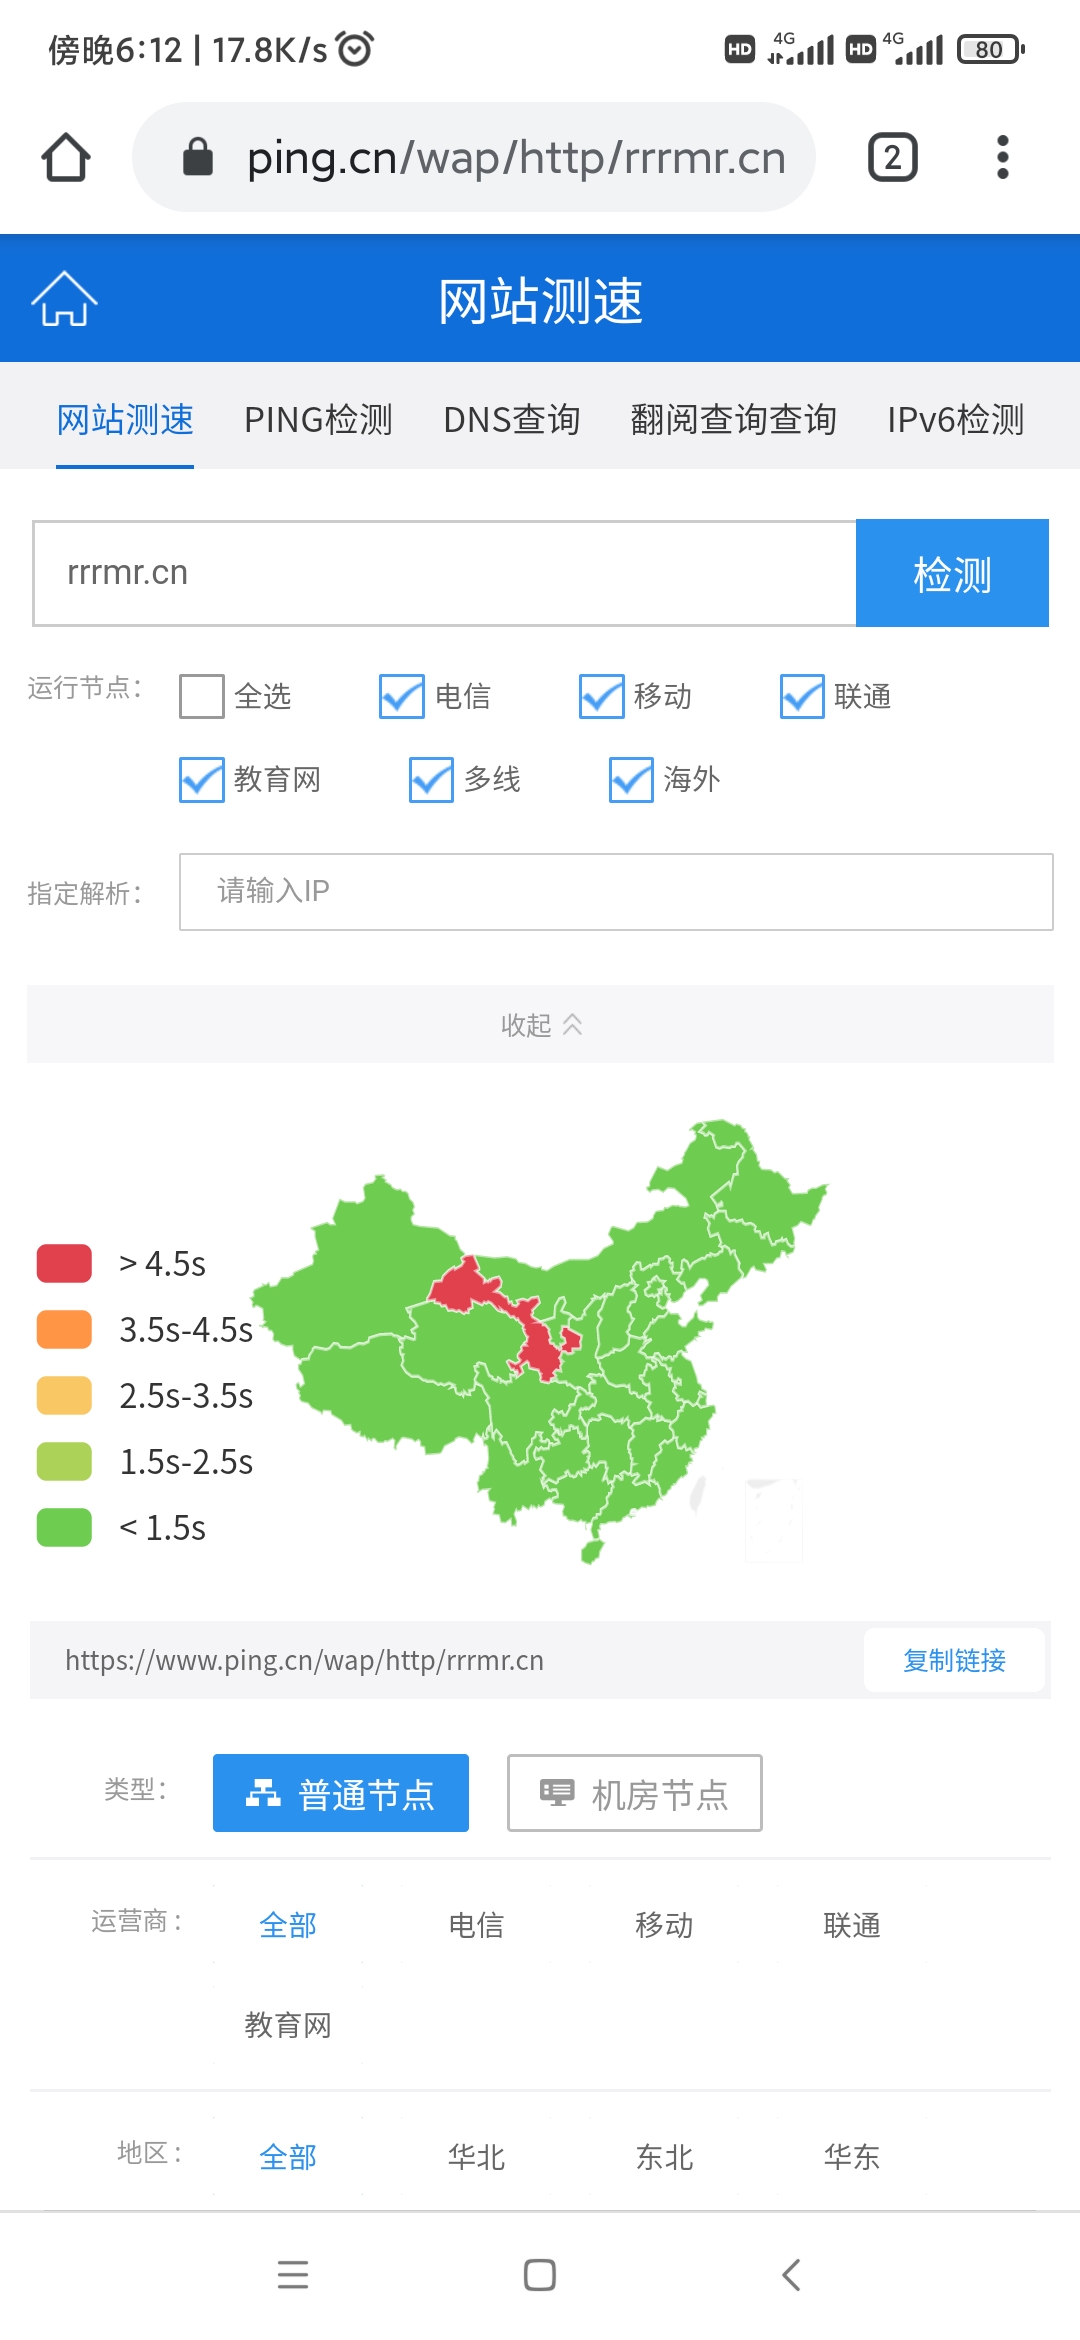 傍晚6:12 | 17.8K/s
HD 4G HD 4G 80
ping.cn/wap/http/rrrmr.cn
2
网站测速
网站测速 PING检测 DNS查询 翻阅查询查询 IPv6检测
rrrmr.cn 检测
运行节点： 全选 电信 移动 联通
教育网 多线 海外
指定解析： 请输入IP
收起
> 4.5s
3.5s-4.5s
2.5s-3.5s
1.5s-2.5s
< 1.5s
https://www.ping.cn/wap/http/rrrmr.cn 复制链接
类型： 普通节点 机房节点
运营商： 全部 电信 移动 联通
教育网
地区： 全部 华北 东北 华东